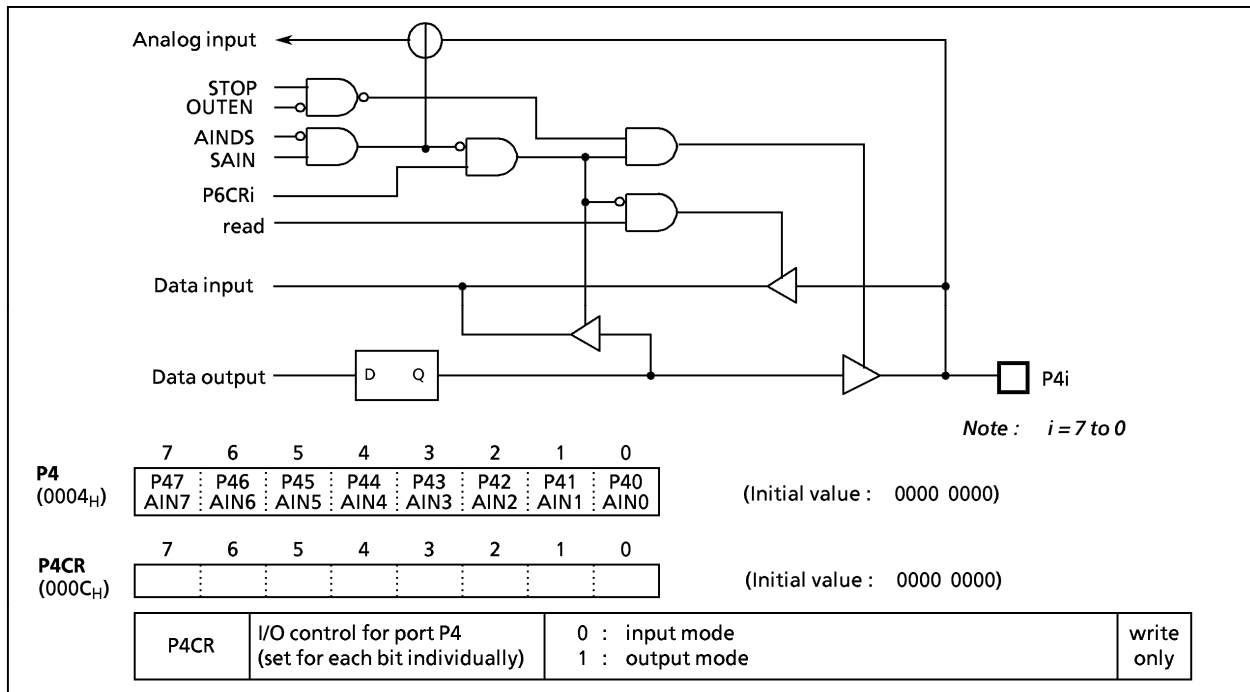 Analog input
STOP
OUTEN
AINDS
SAIN
P6CRi
read
Data input
Data output
D Q
P4i
Note : i = 7 to 0
7 6 5 4 3 2 1 0
P4
(0004H)
P47 P46 P45 P44 P43 P42 P41 P40
AIN7 AIN6 AIN5 AIN4 AIN3 AIN2 AIN1 AIN0
(Initial value : 0000 0000)
7 6 5 4 3 2 1 0
P4CR
(000CH)
(Initial value : 0000 0000)
P4CR
I/O control for port P4
(set for each bit individually)
0 : input mode
1 : output mode
write
only